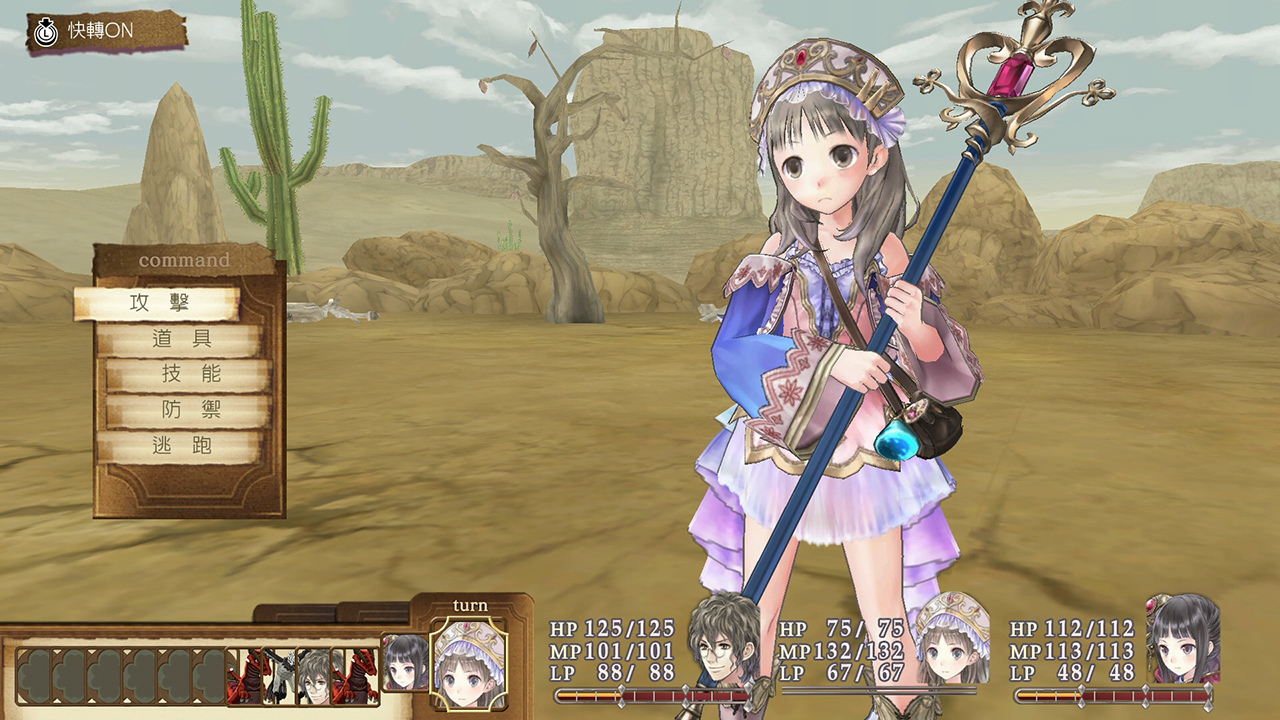 快轉ON
command
攻擊
道具
技能
防禦
逃跑
turn
HP 125/125
MP 101/101
LP 88/ 88
HP 75/ 75
MP 132/132
LP 67/ 67
HP 112/112
MP 113/113
LP 48/ 48